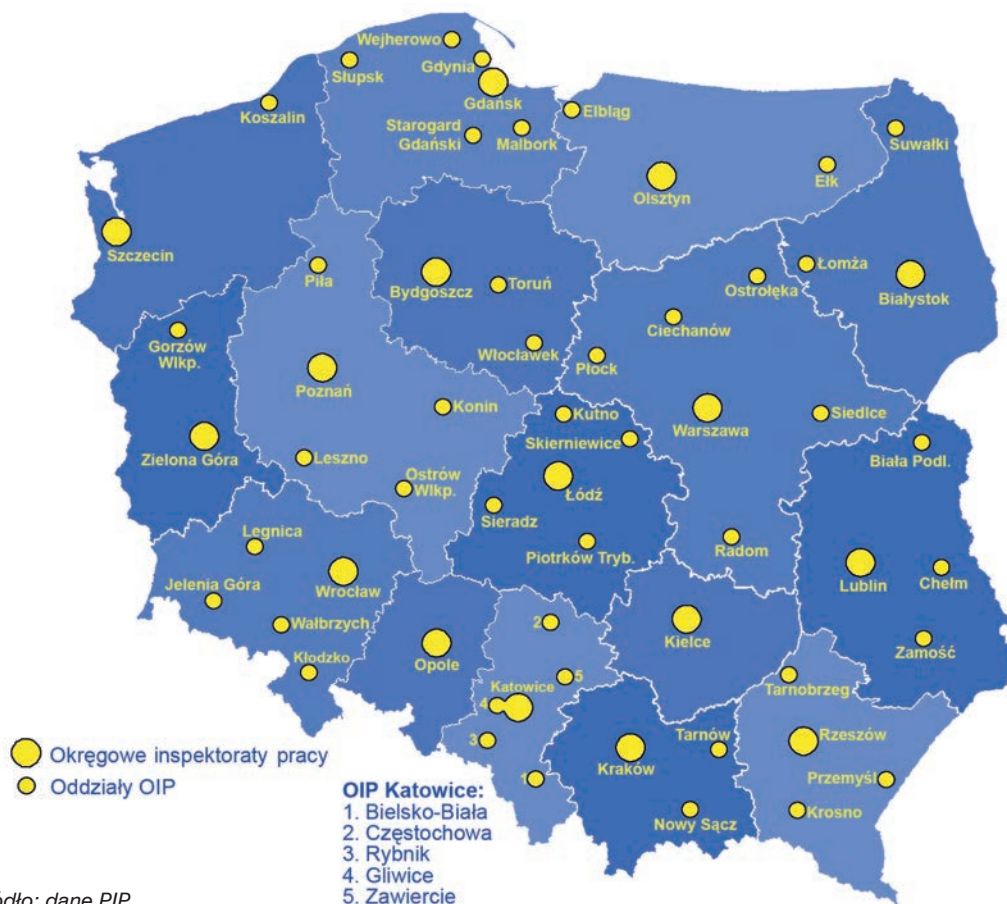 Wejherowo
Słupsk
Gdynia
Gdańsk
Koszalin
Starogard
Gdański
Malbork
Elbląg
Suwałki
Olsztyn
Ełk
Szczecin
Piła
Bydgoszcz
Toruń
Łomża
Ostrołęka
Białystok
Gorzów
Wlkp.
Ciechanów
Włocławek
Płock
Poznań
Konin
Kutno
Warszawa
Siedlce
Skierniewice
Zielona Góra
Leszno
Ostrów
Wlkp.
Łódź
Biała Podl.
Sieradz
Legnica
Piotrków Tryb.
Radom
Wrocław
Jelenia Góra
Lublin
Chełm
Wałbrzych
2
Kielce
Zamość
Kłodzko
Opole
5
Katowice
4
Tarnobrzeg
3
Kraków
Tarnów
Rzeszów
1
Przemyśl
Nowy Sącz
Krosno
Okręgowe inspektoraty pracy
Oddziały OIP
OIP Katowice:
1. Bielsko-Biała
2. Częstochowa
3. Rybnik
4. Gliwice
5. Zawiercie
dane PIP